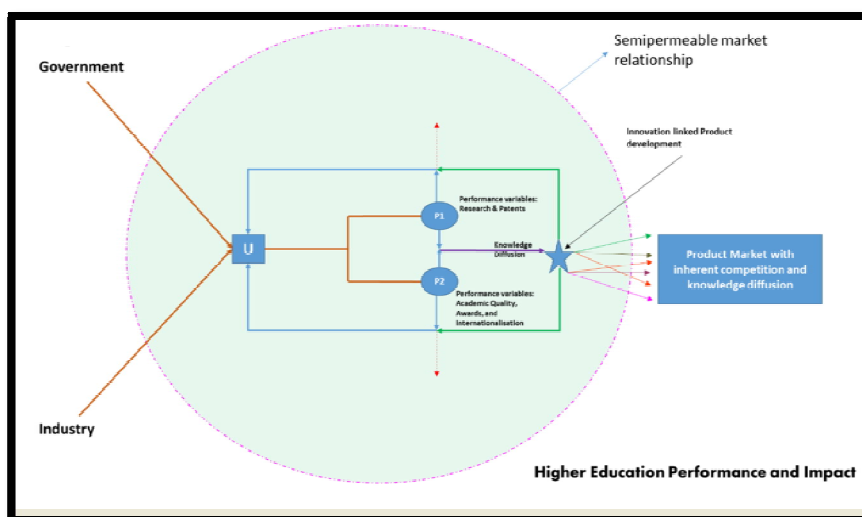 Semipermeable market
relationship
Government
Innovation linked Product
development
Performance variables:
Research & Patents
P1
U
Knowledge
Diffusion
Product Market with
inherent competition and
knowledge diffusion
P2
Performance variables:
Academic Quality,
Awards, and
Internationalisation
Industry
Higher Education Performance and Impact